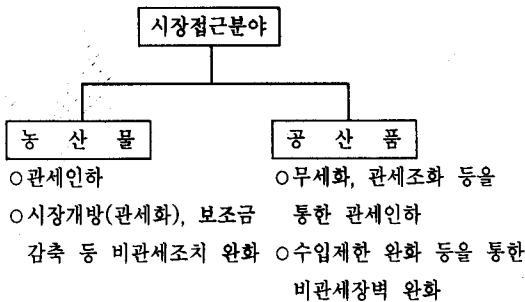 시장접근분야
농 산 물
○관세인하
○시장개방(관세화), 보조금
감축 등 비관세조치 완화
공 산 품
○무세화, 관세조화 등을
통한 관세인하
○수입제한 완화 등을 통한
비관세장벽 완화